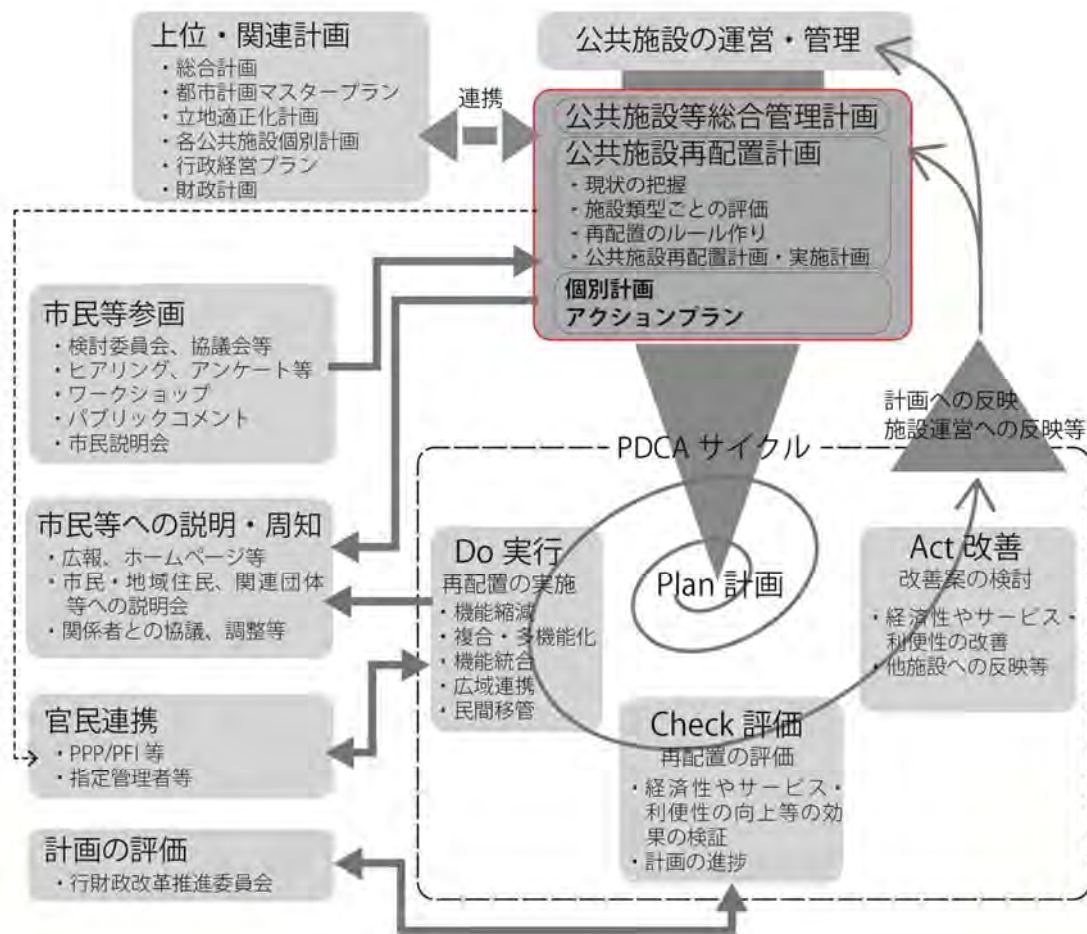 上位・関連計画
・総合計画
・都市計画マスタープラン
・立地適正化計画
・各公共施設個別計画
・行政経営プラン
・財政計画
連携
公共施設の運営・管理
公共施設等総合管理計画
公共施設再配置計画
・現状の把握
・施設類型ごとの評価
・再配置のルール作り
・公共施設再配置計画・実施計画
個別計画
アクションプラン
市民等参画
・検討委員会、協議会等
・ヒアリング、アンケート等
・ワークショップ
・パブリックコメント
・市民説明会
計画への反映
施設運営への反映等
PDCA サイクル
市民等への説明・周知
・広報、ホームページ等
・市民・地域住民、関連団体
等への説明会
・関係者との協議、調整等
Do 実行
再配置の実施
・機能縮減
・複合・多機能化
・機能統合
・広域連携
・民間移管
Plan 計画
Act 改善
改善案の検討
・経済性やサービス・
利便性の改善
・他施設への反映等
官民連携
・PPP/PFI 等
・指定管理者等
Check 評価
再配置の評価
・経済性やサービス・
利便性の向上等の効
果の検証
・計画の進捗
計画の評価
・行財政改革推進委員会